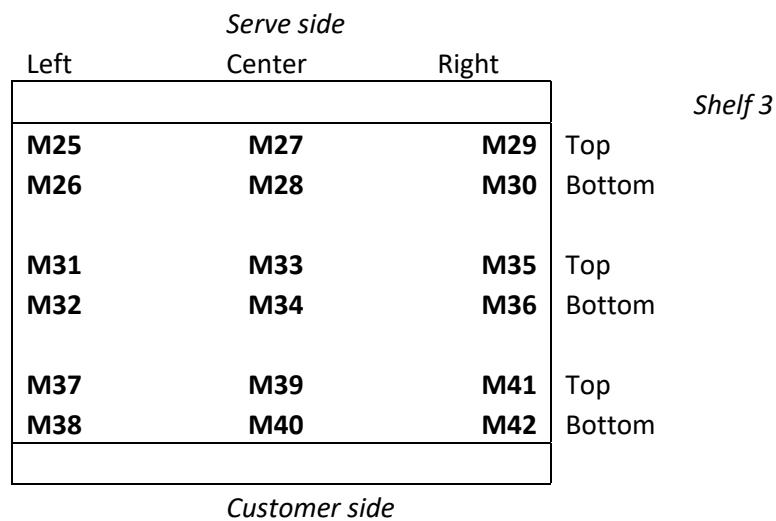 Serve side
Left Center Right
Shelf 3
M25 M27 M29 Top
M26 M28 M30 Bottom
M31 M33 M35 Top
M32 M34 M36 Bottom
M37 M39 M41 Top
M38 M40 M42 Bottom
Customer side